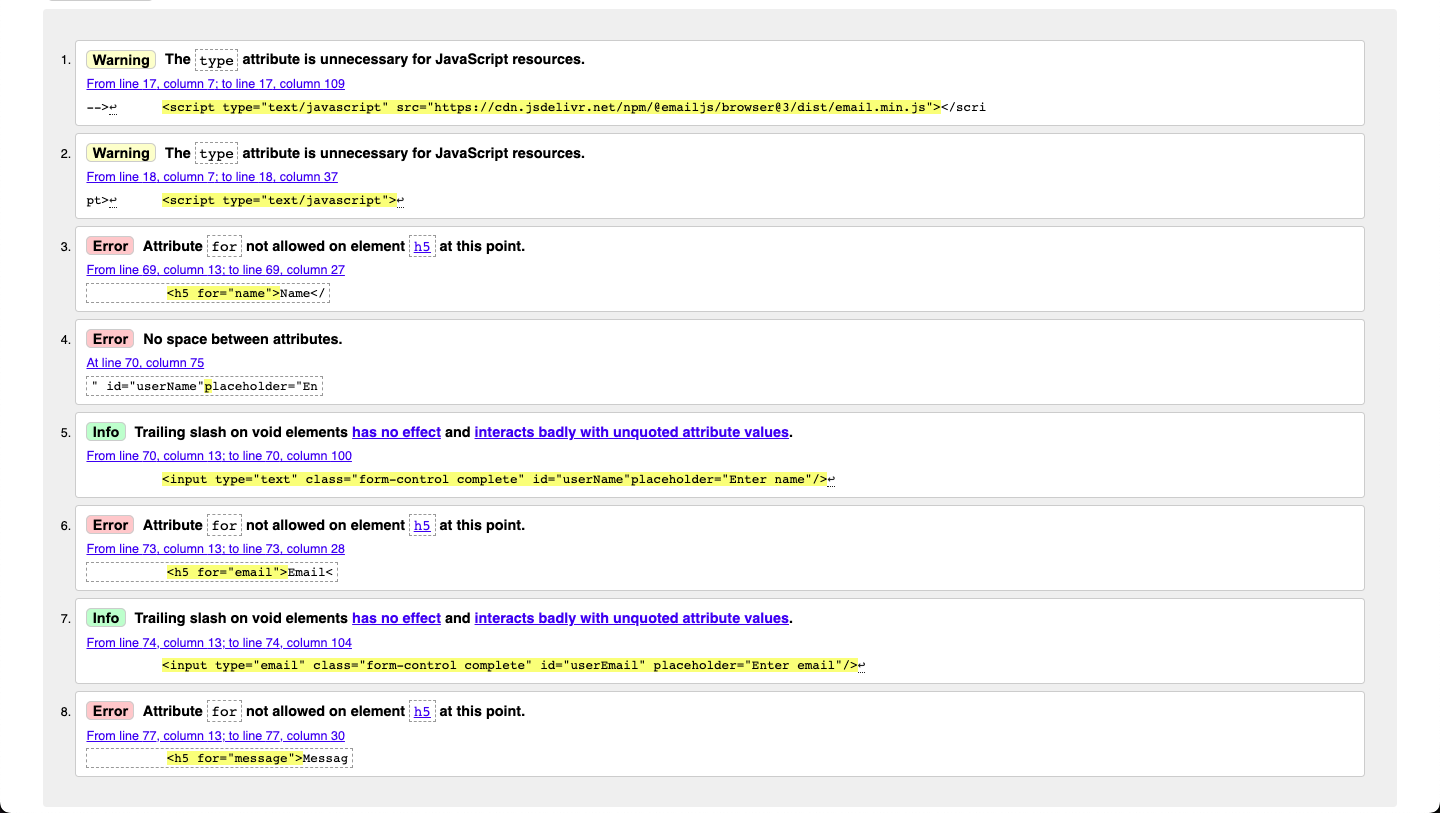 1. Warning The type attribute is unnecessary for JavaScript resources.
From line 17, column 7; to line 17, column 109
-->↩ <script type="text/javascript" src="https://cdn.jsdelivr.net/npm/@emailjs/browser@3/dist/email.min.js"></scri
2. Warning The type attribute is unnecessary for JavaScript resources.
From line 18, column 7; to line 18, column 37
pt>↩ <script type="text/javascript">↩
3. Error Attribute for not allowed on element h5 at this point.
From line 69, column 13; to line 69, column 27
<h5 for="name">Name</
4. Error No space between attributes.
At line 70, column 75
" id="userName"placeholder="En
5. Info Trailing slash on void elements has no effect and interacts badly with unquoted attribute values.
From line 70, column 13; to line 70, column 100
<input type="text" class="form-control complete" id="userName"placeholder="Enter name"/>↩
6. Error Attribute for not allowed on element h5 at this point.
From line 73, column 13; to line 73, column 28
<h5 for="email">Email<
7. Info Trailing slash on void elements has no effect and interacts badly with unquoted attribute values.
From line 74, column 13; to line 74, column 104
<input type="email" class="form-control complete" id="userEmail" placeholder="Enter email"/>↩
8. Error Attribute for not allowed on element h5 at this point.
From line 77, column 13; to line 77, column 30
<h5 for="message">Messag